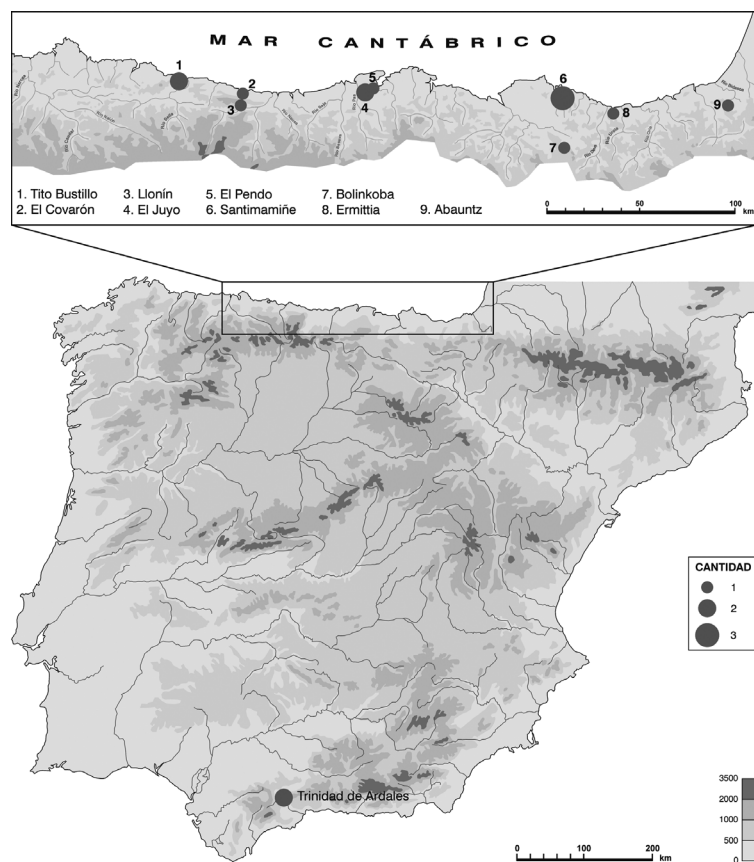 MAR CANTÁBRICO
1
2
3
5
4
6
8
7
9
1. Tito Bustillo 3. Llonín 5. El Pendo 7. Bolinkoba
2. El Covarón 4. El Juyo 6. Santimamiñe 8. Ermittia 9. Abauntz
0 50 100
km
CANTIDAD
1
2
3
Trinidad de Ardales
3500
2000
1000
500
0
0 100 200
km